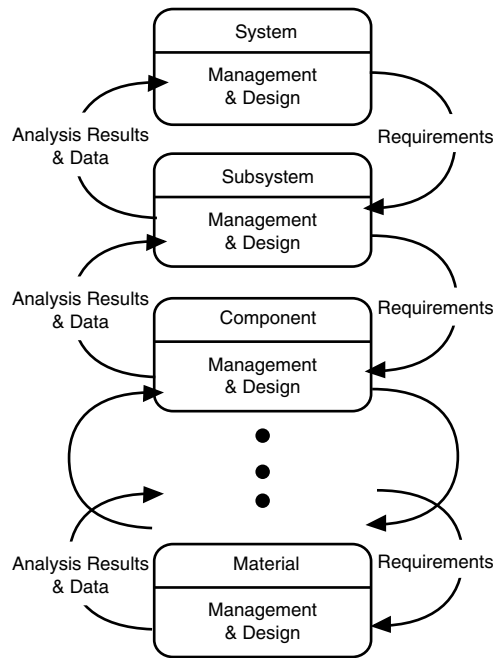 System
Management
& Design
Analysis Results
& Data
Requirements
Subsystem
Management
& Design
Analysis Results
& Data
Requirements
Component
Management
& Design
Analysis Results
& Data
Requirements
Material
Management
& Design